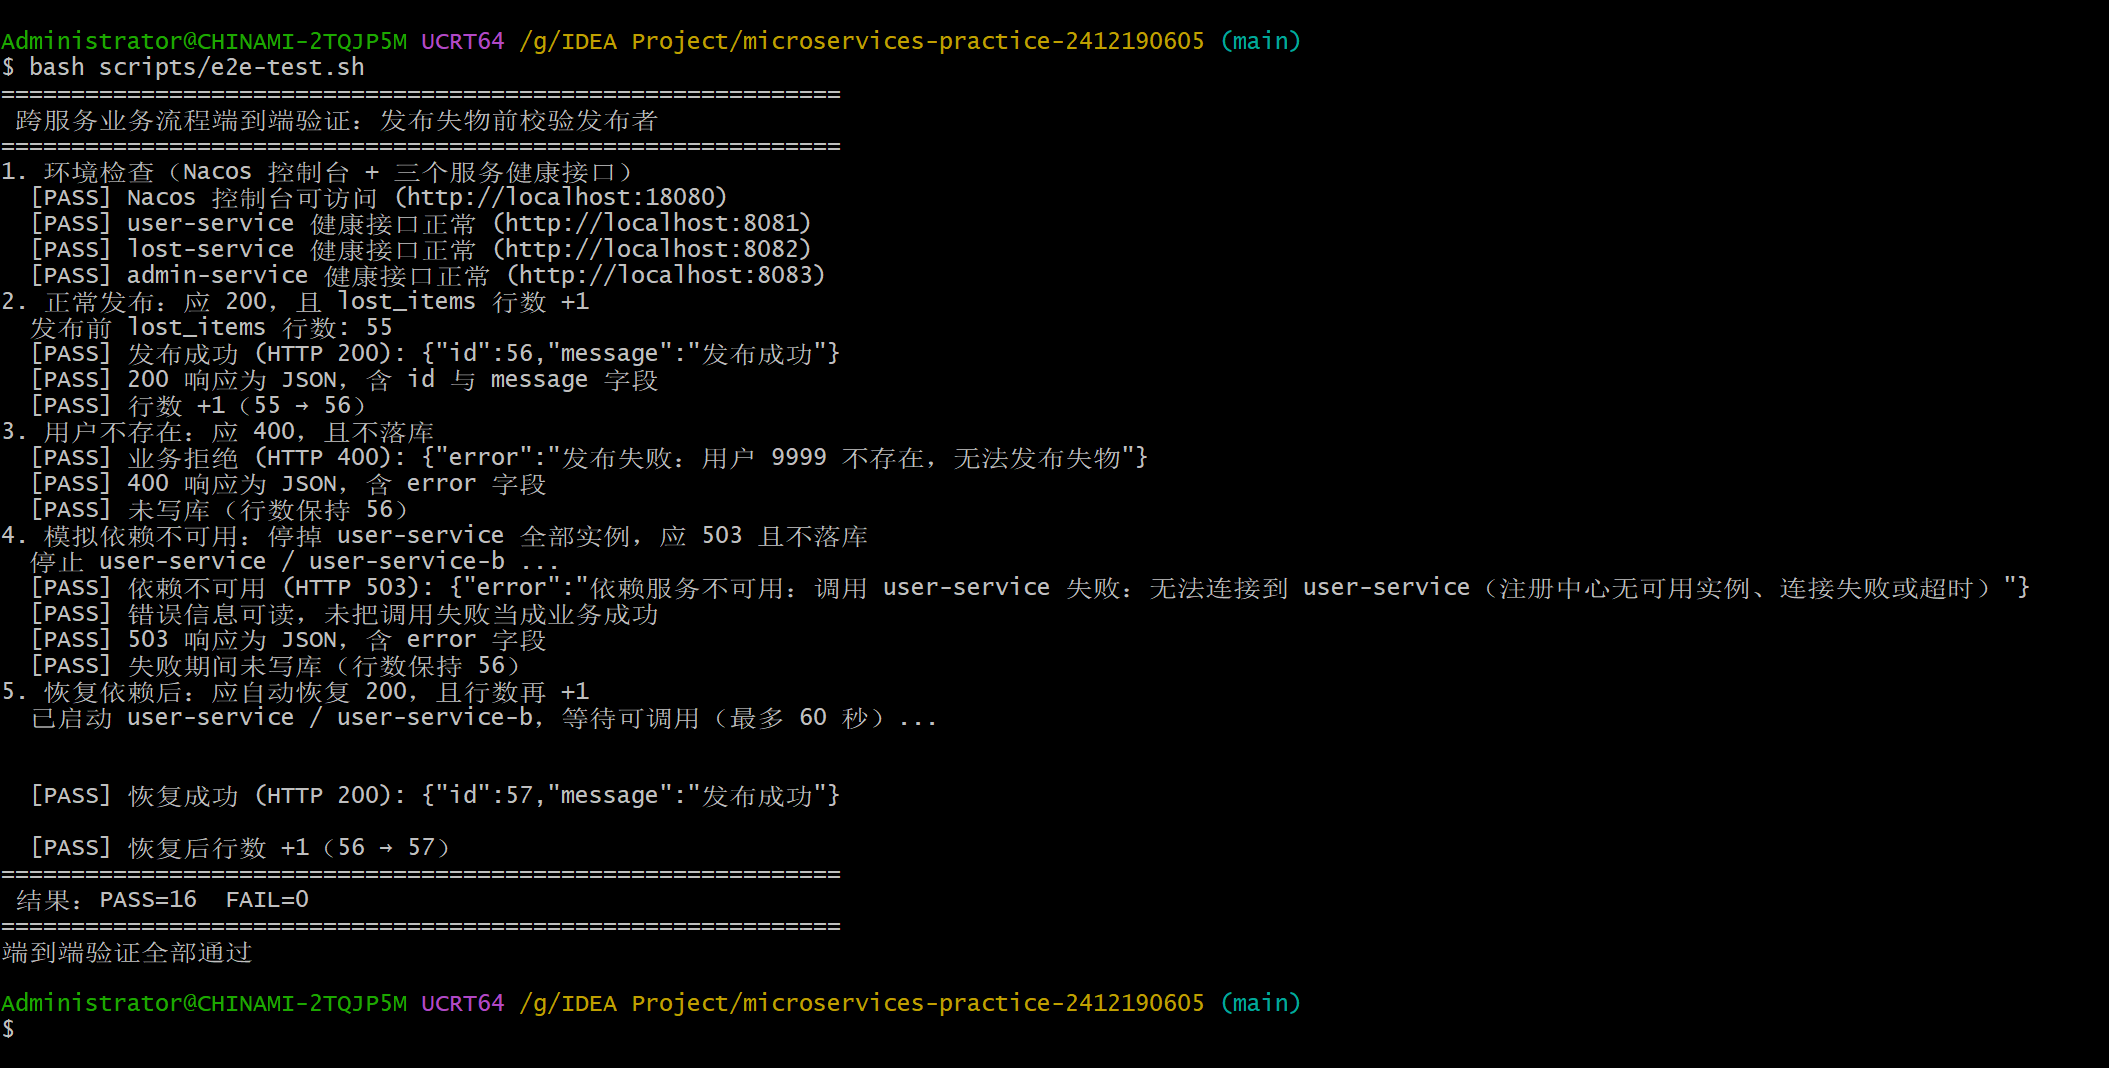 Administrator@CHINAMI-2TQJP5M UCRT64 /g/IDEA Project/microservices-practice-2412190605 (main)
$ bash scripts/e2e-test.sh
============================================================
 跨服务业务流程端到端验证：发布失物前校验发布者
============================================================
1. 环境检查（Nacos 控制台 + 三个服务健康接口）
  [PASS] Nacos 控制台可访问 (http://localhost:18080)
  [PASS] user-service 健康接口正常 (http://localhost:8081)
  [PASS] lost-service 健康接口正常 (http://localhost:8082)
  [PASS] admin-service 健康接口正常 (http://localhost:8083)
2. 正常发布：应 200，且 lost_items 行数 +1
  发布前 lost_items 行数: 55
  [PASS] 发布成功 (HTTP 200): {"id":56,"message":"发布成功"}
  [PASS] 200 响应为 JSON，含 id 与 message 字段
  [PASS] 行数 +1（55 → 56）
3. 用户不存在：应 400，且不落库
  [PASS] 业务拒绝 (HTTP 400): {"error":"发布失败：用户 9999 不存在，无法发布失物"}
  [PASS] 400 响应为 JSON，含 error 字段
  [PASS] 未写库（行数保持 56）
4. 模拟依赖不可用：停掉 user-service 全部实例，应 503 且不落库
  停止 user-service / user-service-b ...
  [PASS] 依赖不可用 (HTTP 503): {"error":"依赖服务不可用：调用 user-service 失败：无法连接到 user-service（注册中心无可用实例、连接失败或超时）"}
  [PASS] 错误信息可读，未把调用失败当成业务成功
  [PASS] 503 响应为 JSON，含 error 字段
  [PASS] 失败期间未写库（行数保持 56）
5. 恢复依赖后：应自动恢复 200，且行数再 +1
  已启动 user-service / user-service-b，等待可调用（最多 60 秒）...
  [PASS] 恢复成功 (HTTP 200): {"id":57,"message":"发布成功"}
  [PASS] 恢复后行数 +1（56 → 57）
============================================================
 结果：PASS=16  FAIL=0
============================================================
端到端验证全部通过
Administrator@CHINAMI-2TQJP5M UCRT64 /g/IDEA Project/microservices-practice-2412190605 (main)
$